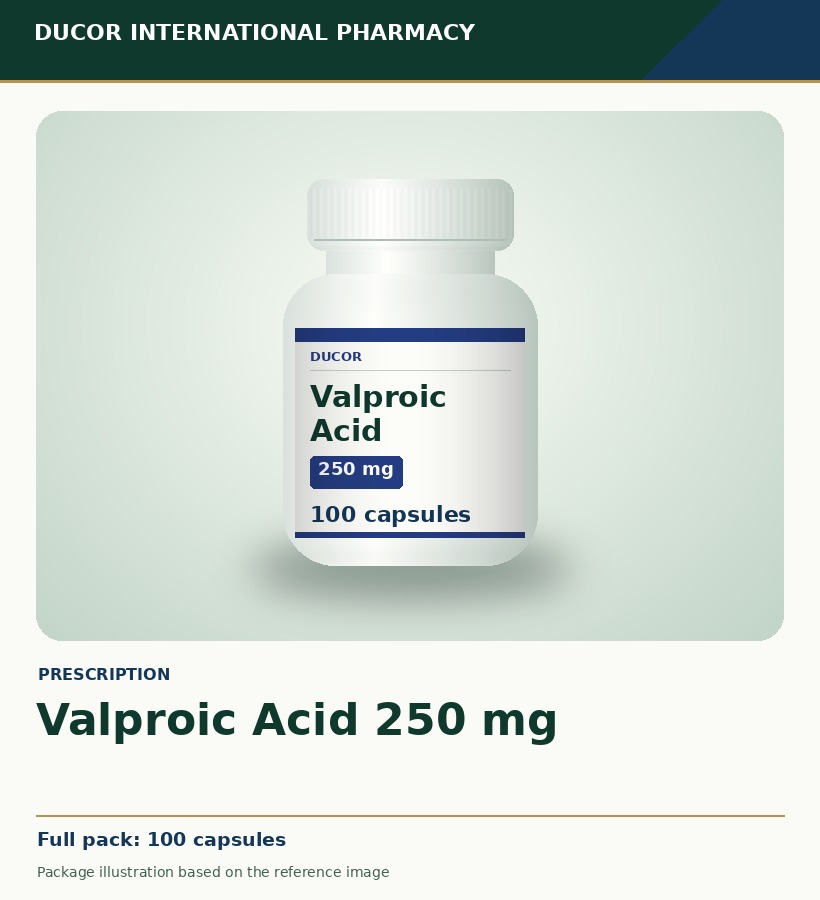 DUCOR INTERNATIONAL PHARMACY
DUCOR
Valproic
Acid
250 mg
100 capsules
PRESCRIPTION
Valproic Acid 250 mg
Full pack: 100 capsules
Package illustration based on the reference image